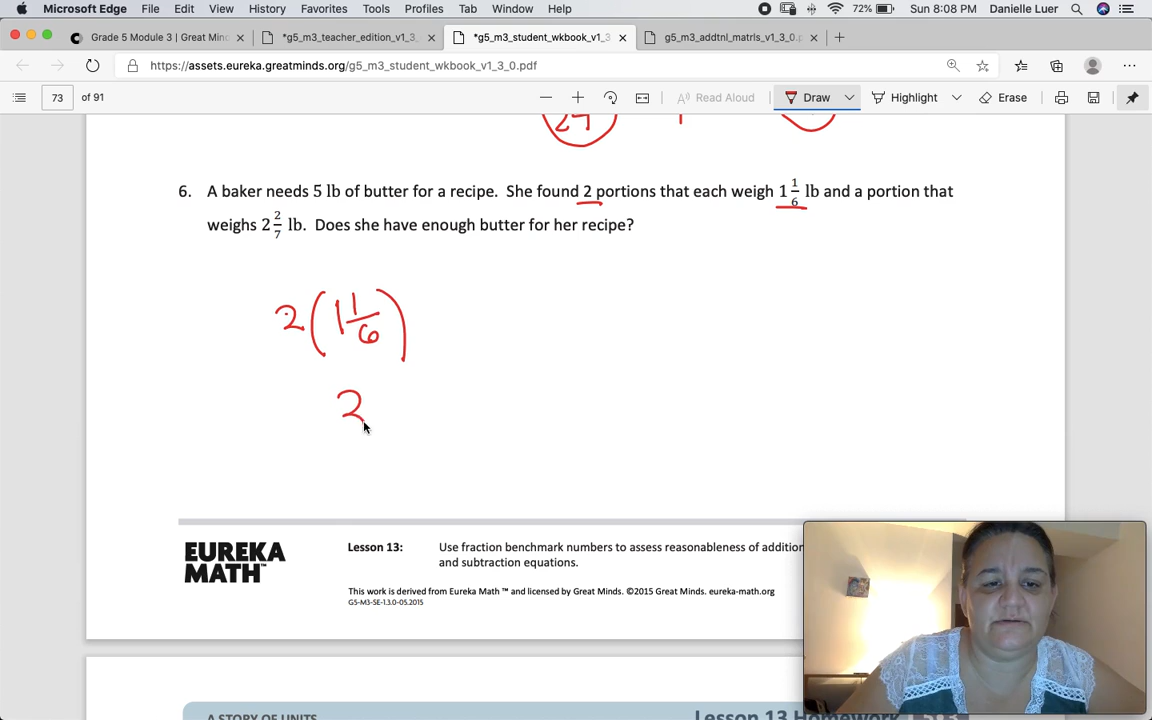 Microsoft Edge File Edit View History Favorites Tools Profiles Tab Window Help 72% Sun 8:08 PM Danielle Luer
Grade 5 Module 3 | Great Min *g5_m3_teacher_edition_v1_3_ *g5_m3_student_wkbook_v1_3 g5_m3_addtnl_matrls_v1_3_0.p
https://assets.eureka.greatminds.org/g5_m3_student_wkbook_v1_3_0.pdf
73 of 91 Read Aloud Draw Highlight Erase
27
6. A baker needs 5 lb of butter for a recipe. She found 2 portions that each weigh 1 1/6 lb and a portion that
weighs 2 2/7 lb. Does she have enough butter for her recipe?
2(1 1/6)
2
EUREKA
MATH™
Lesson 13: Use fraction benchmark numbers to assess reasonableness of addition
and subtraction equations.
This work is derived from Eureka Math ™ and licensed by Great Minds. ©2015 Great Minds. eureka-math.org
G5-M3-SE-1.3.0-05.2015
A STORY OF UNITS Lesson 13 Homework